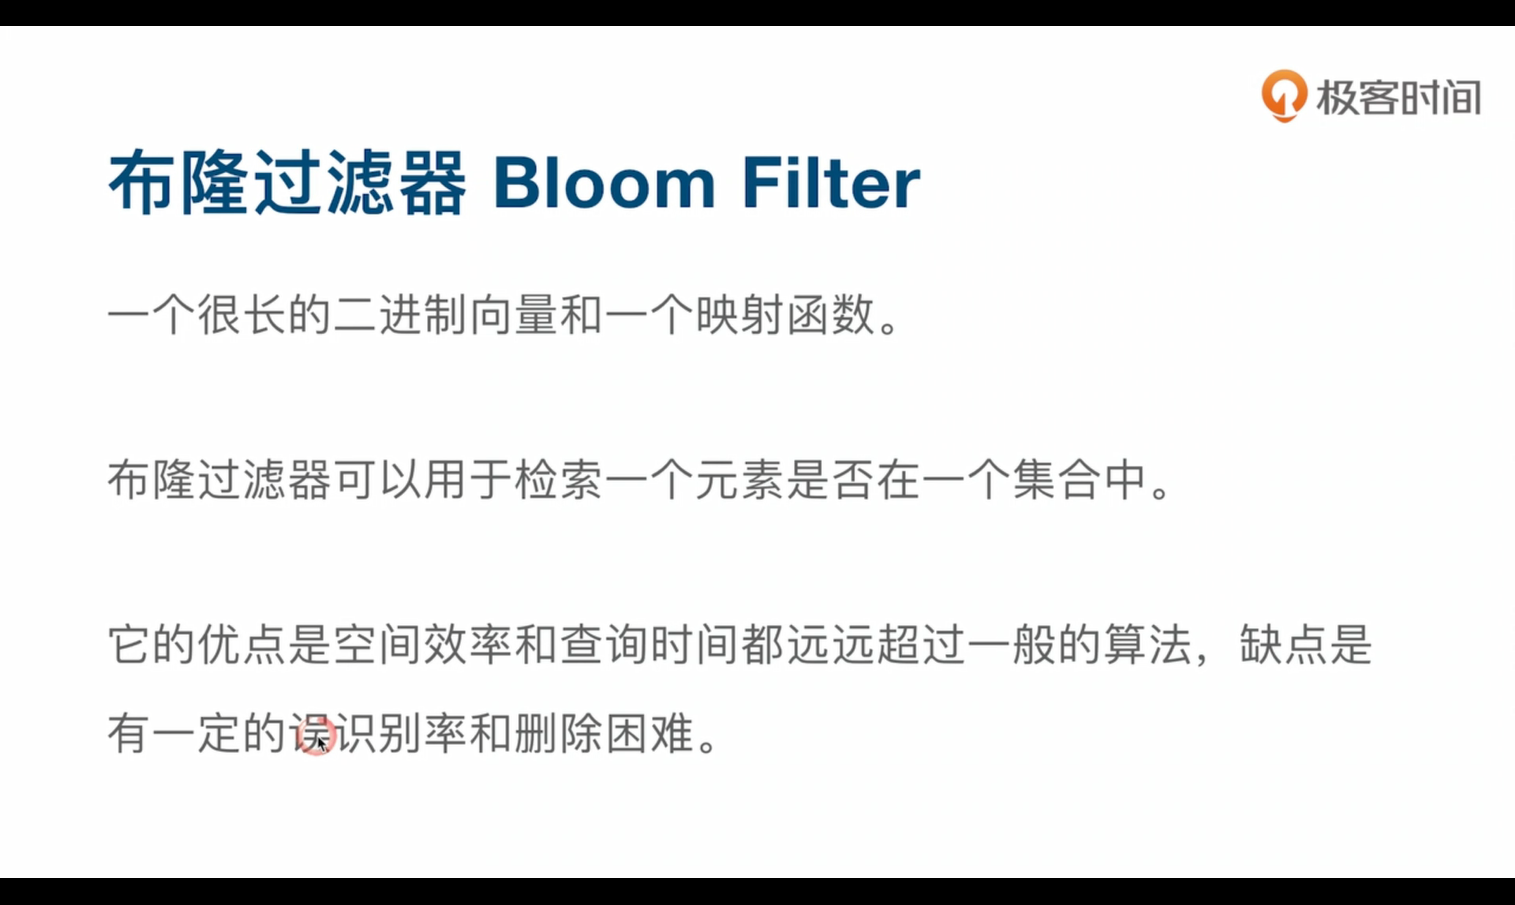 极客时间
布隆过滤器 Bloom Filter
一个很长的二进制向量和一个映射函数。
布隆过滤器可以用于检索一个元素是否在一个集合中。
它的优点是空间效率和查询时间都远远超过一般的算法，缺点是
有一定的误识别率和删除困难。